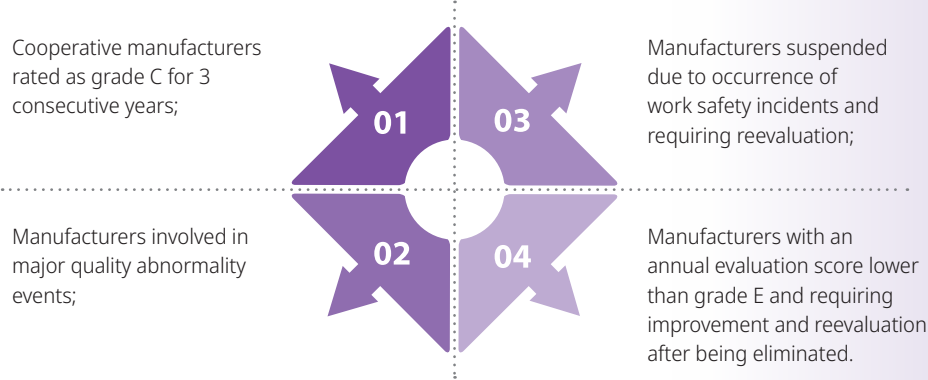 Cooperative manufacturers
rated as grade C for 3
consecutive years;
01
Manufacturers involved in
major quality abnormality
events;
02
03
Manufacturers suspended
due to occurrence of
work safety incidents and
requiring reevaluation;
04
Manufacturers with an
annual evaluation score lower
than grade E and requiring
improvement and reevaluation
after being eliminated.